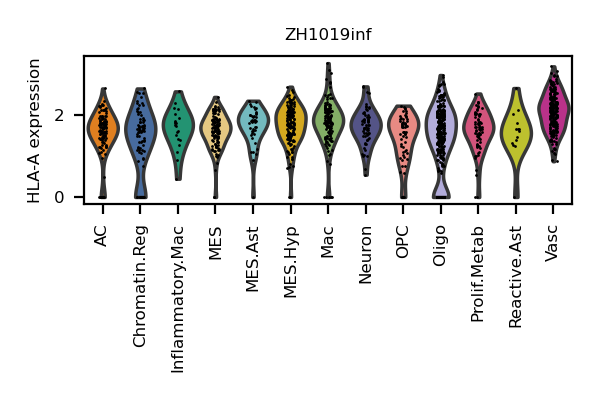 ZH1019inf
HLA-A expression
2
0
AC
Chromatin.Reg
Inflammatory.Mac
MES
MES.Ast
MES.Hyp
Mac
Neuron
OPC
Oligo
Prolif.Metab
Reactive.Ast
Vasc